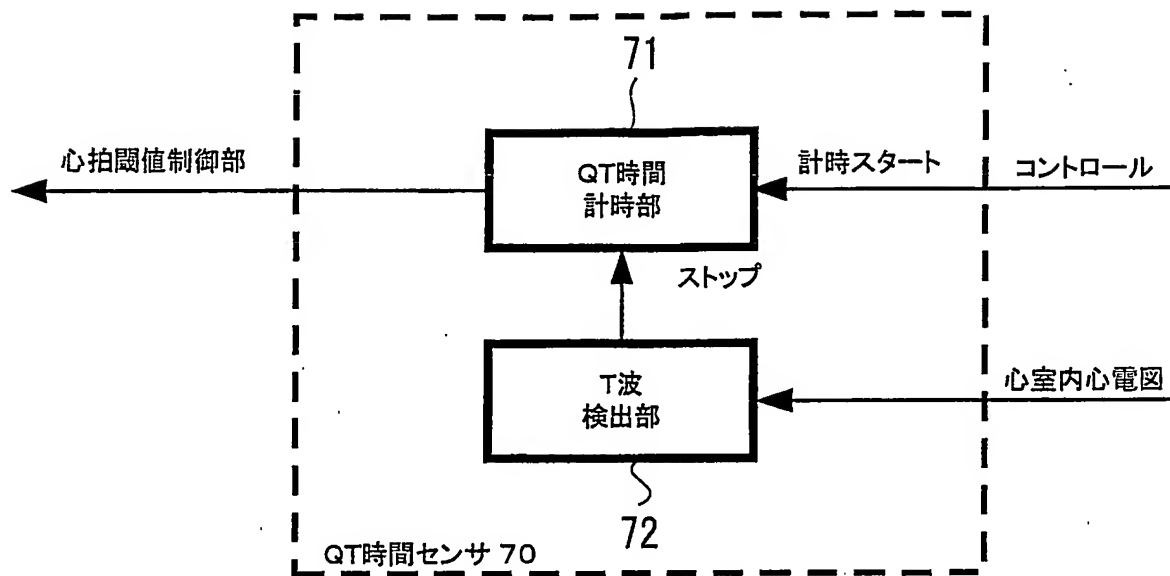 71
心拍閾値制御部
QT時間
計時部
計時スタート
コントロール
ストップ
T波
検出部
心室内心電図
72
QT時間センサ 70